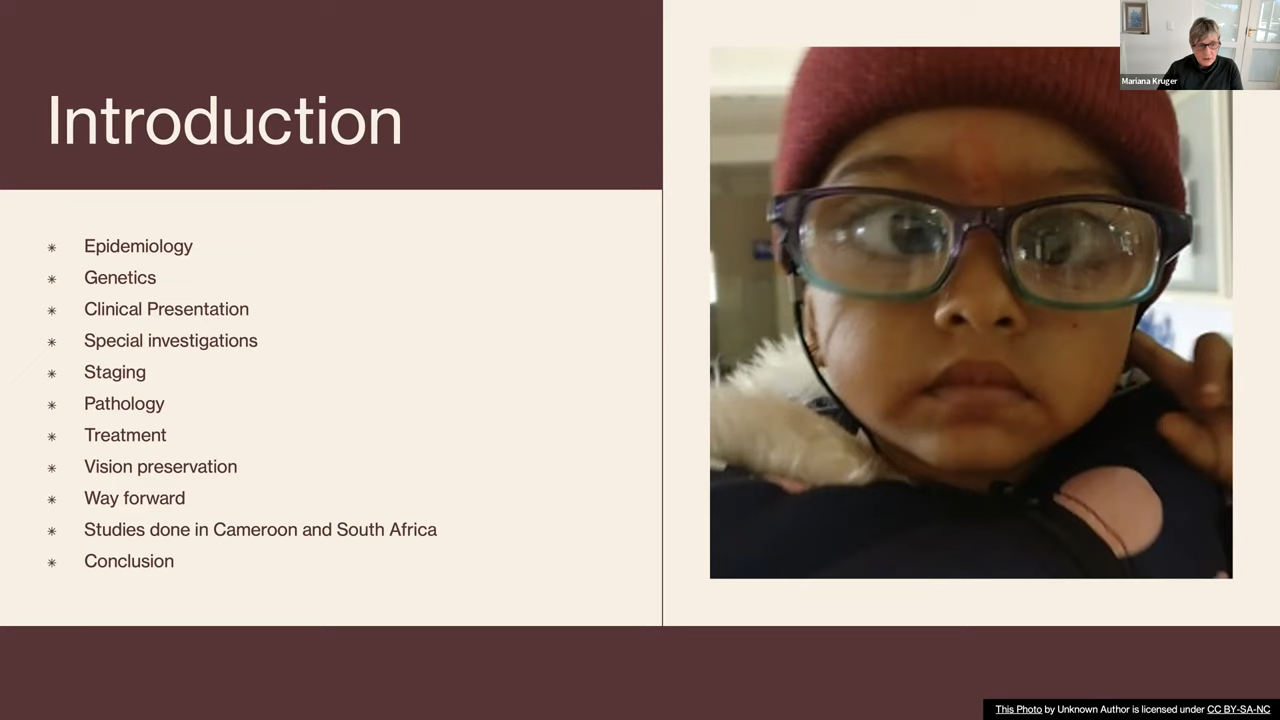 Introduction
Epidemiology
Genetics
Clinical Presentation
Special investigations
Staging
Pathology
Treatment
Vision preservation
Way forward
Studies done in Cameroon and South Africa
Conclusion
Mariana Kruger
This Photo by Unknown Author is licensed under CC BY-SA-NC